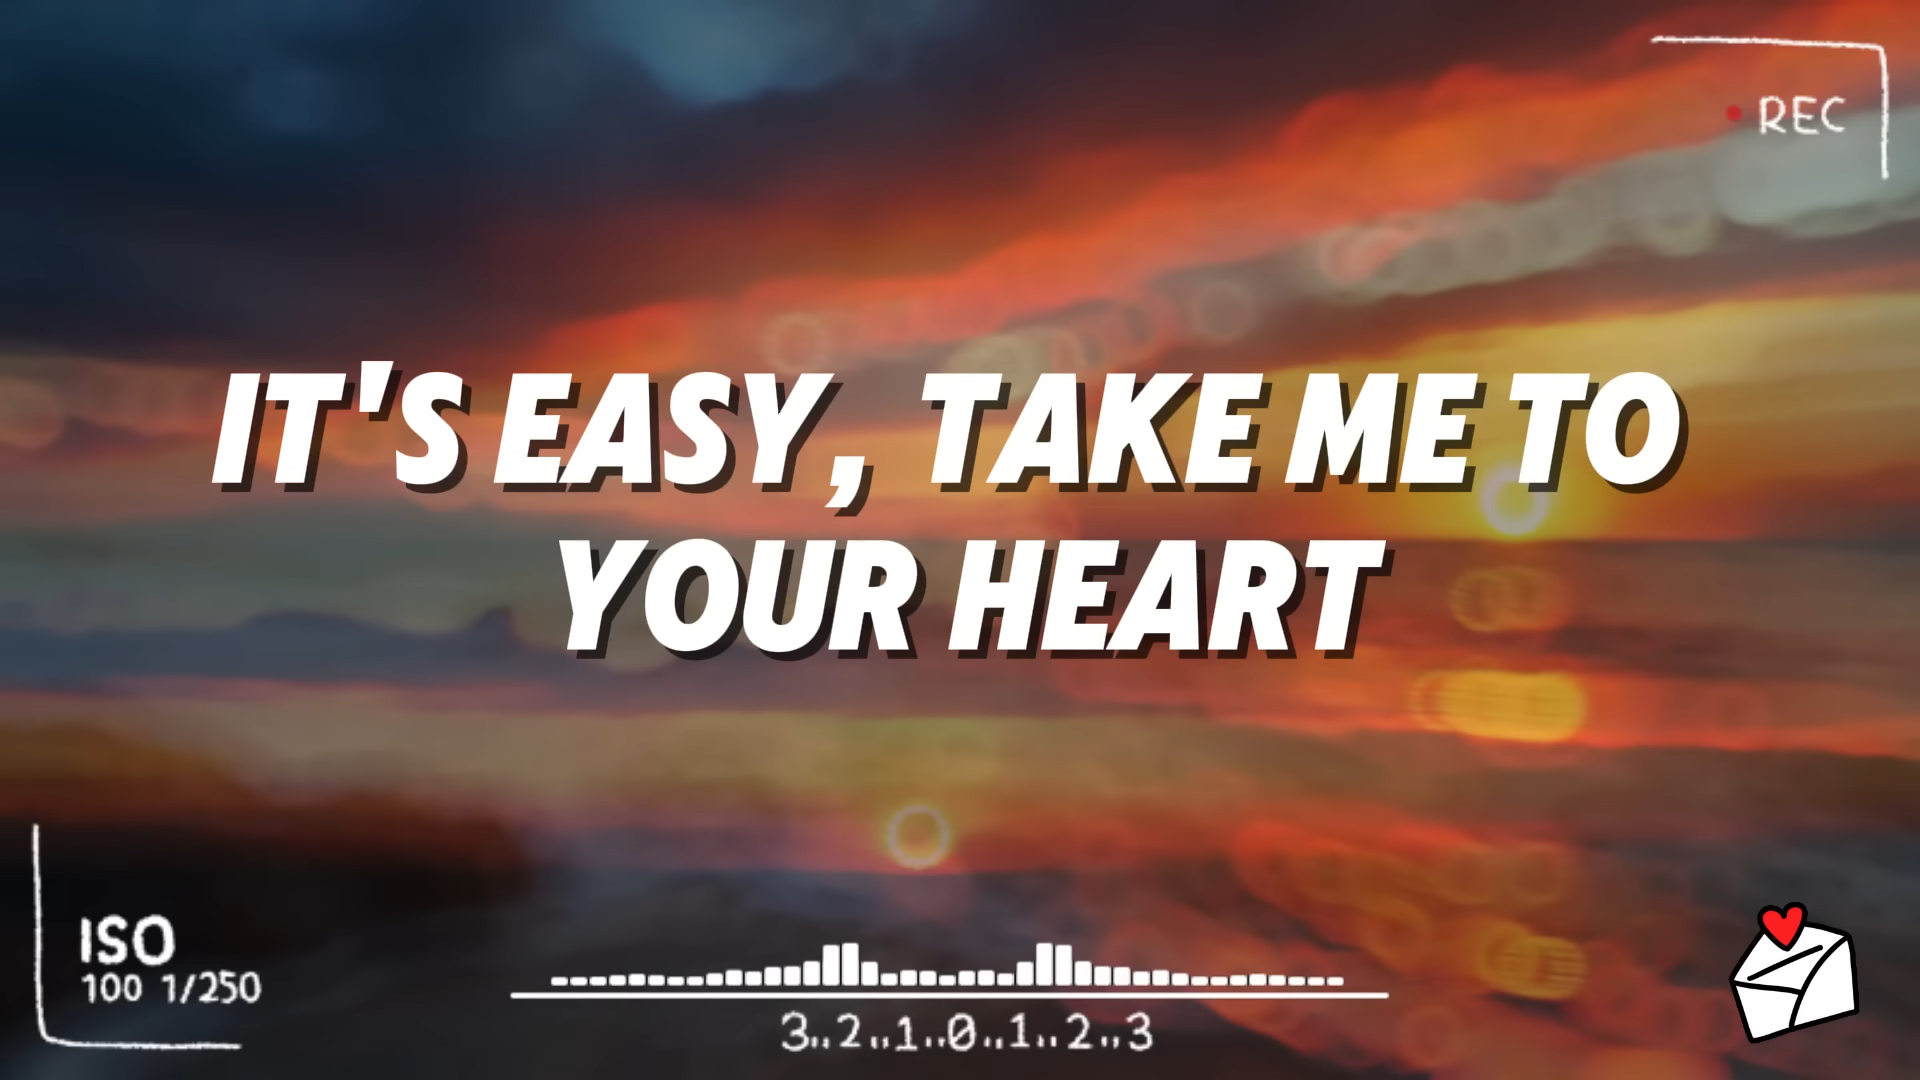 REC
IT'S EASY, TAKE ME TO
YOUR HEART
ISO
100 1/250
3..2..1..0..1..2..3